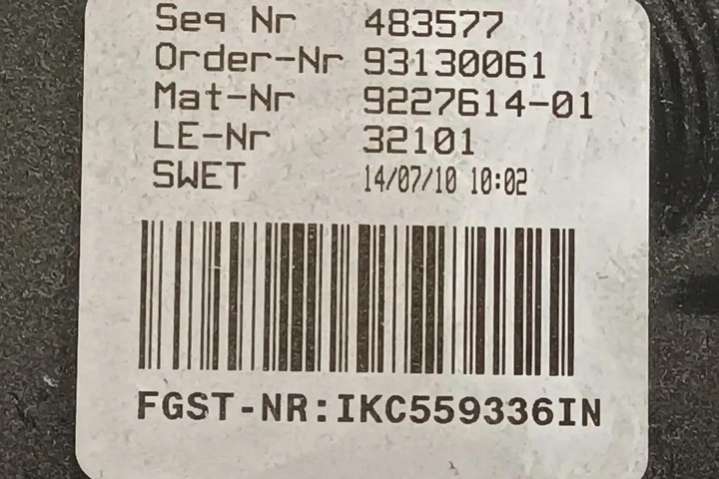 Seq Nr 483577
Order-Nr 93130061
Mat-Nr 9227614-01
LE-Nr 32101
SWET 14/07/10 10:02
FGST-NR:IKC559336IN